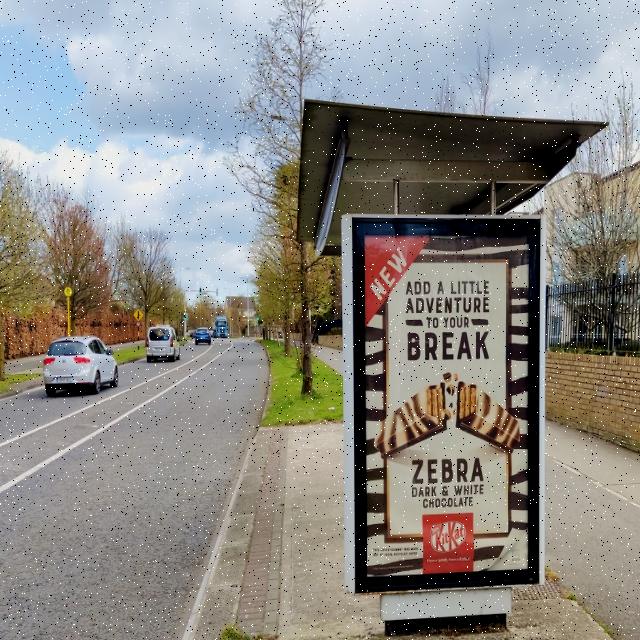 NEW
ADD A LITTLE
ADVENTURE
TO YOUR
BREAK
ZEBRA
DARK & WHITE
CHOCOLATE
KitKat